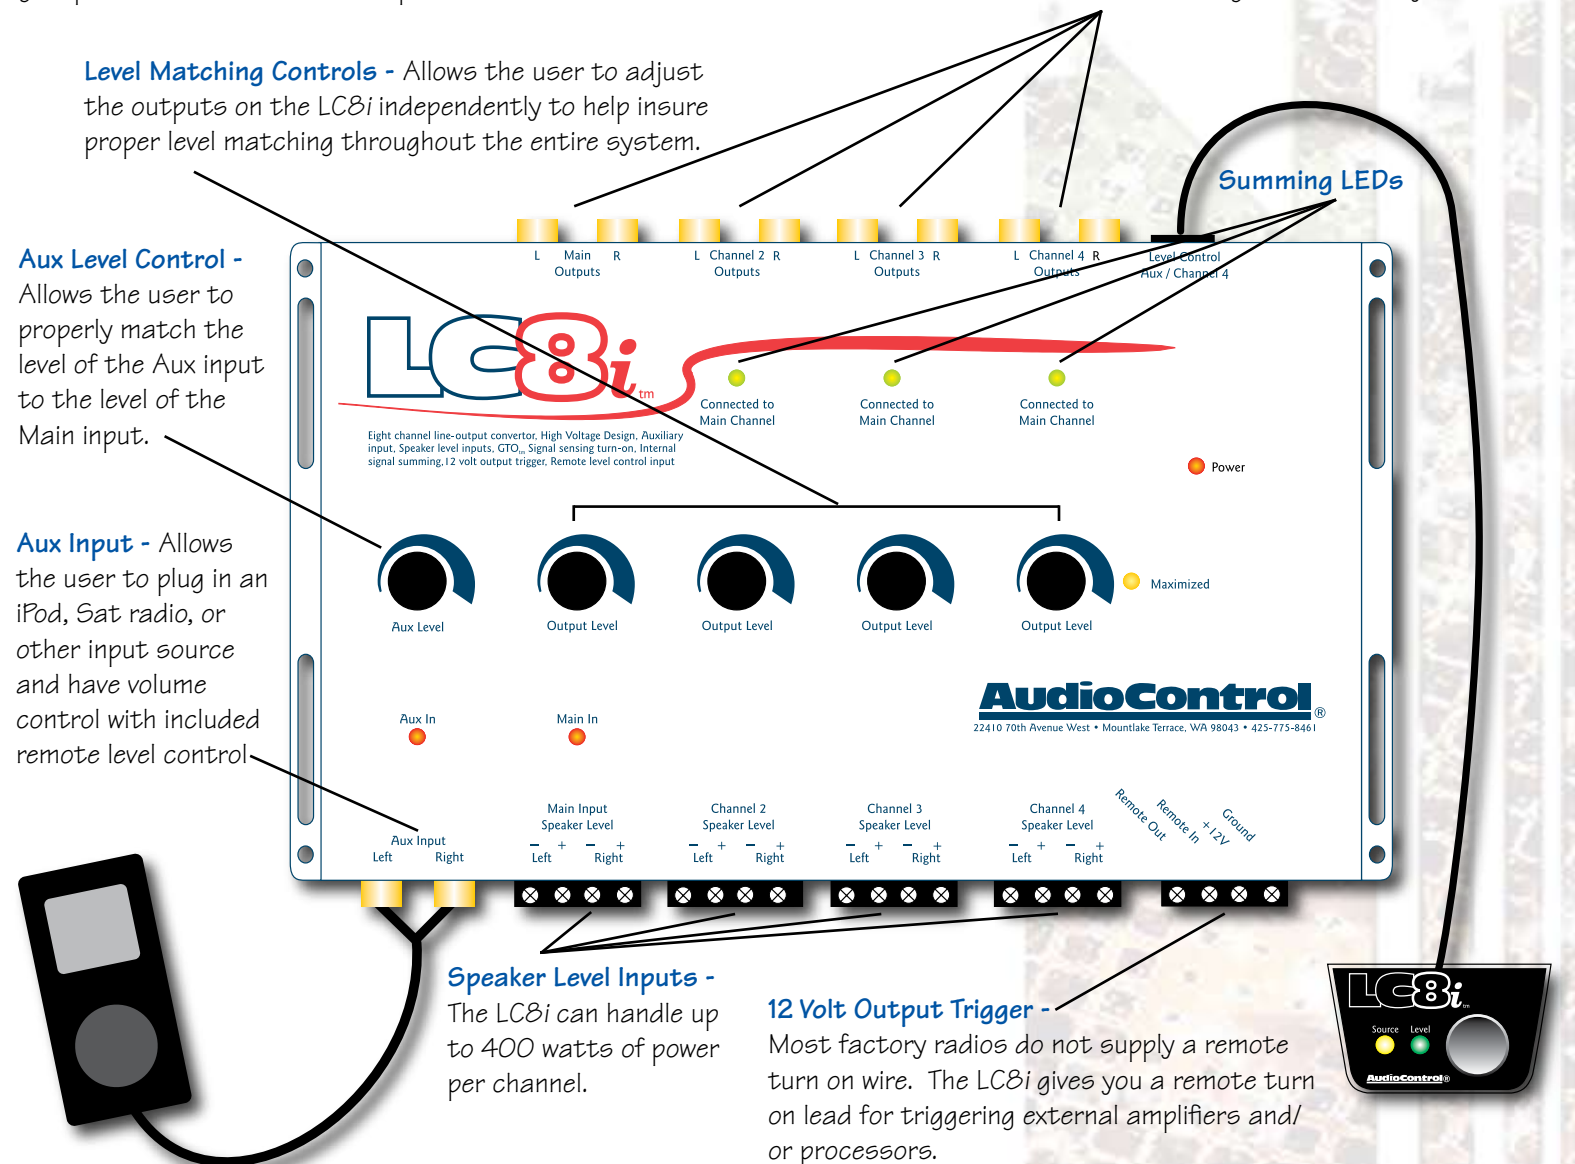 Level Matching Controls - Allows the user to adjust
the outputs on the LC8i independently to help insure
proper level matching throughout the entire system.
Summing LEDs
Aux Level Control -
Allows the user to
properly match the
level of the Aux input
to the level of the
Main input.
Aux Input - Allows
the user to plug in an
iPod, Sat radio, or
other input source
and have volume
control with included
remote level control
L Main R
Outputs
L Channel 2 R
Outputs
L Channel 3 R
Outputs
L Channel 4 R
Outputs
Level Control
Aux / Channel 4
LC8i tm
Eight channel line-output convertor, High Voltage Design, Auxiliary
input, Speaker level inputs, GTO tm Signal sensing turn-on, Internal
signal summing, 12 volt output trigger, Remote level control input
Connected to
Main Channel
Connected to
Main Channel
Connected to
Main Channel
Power
Aux Level
Output Level
Output Level
Output Level
Output Level
Maximized
AudioControl®
22410 70th Avenue West • Mountlake Terrace, WA 98043 • 425-775-8461
Aux In
Main In
Aux Input
Left Right
Main Input
Speaker Level
– + – +
Left Right
Channel 2
Speaker Level
– + – +
Left Right
Channel 3
Speaker Level
– + – +
Left Right
Channel 4
Speaker Level
– + – +
Left Right
Remote Out
Remote In
+12V
Ground
Speaker Level Inputs -
The LC8i can handle up
to 400 watts of power
per channel.
12 Volt Output Trigger -
Most factory radios do not supply a remote
turn on wire. The LC8i gives you a remote turn
on lead for triggering external amplifiers and/
or processors.
LC8i tm
Source Level
AudioControl®